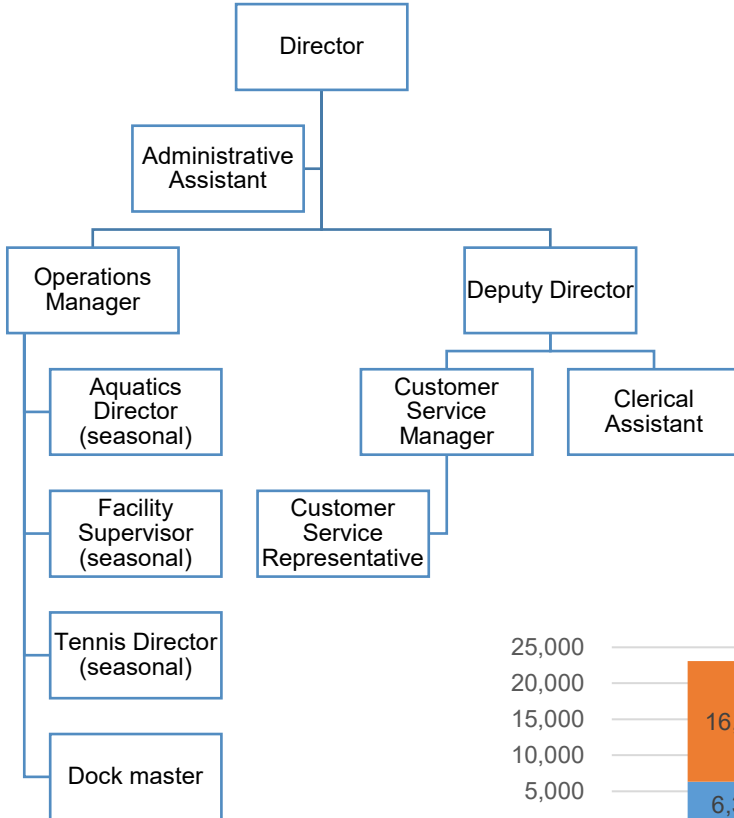 Director
Administrative
Assistant
Operations
Manager
Deputy Director
Aquatics
Director
(seasonal)
Customer
Service
Manager
Clerical
Assistant
Facility
Supervisor
(seasonal)
Customer
Service
Representative
Tennis Director
(seasonal)
Dock master
25,000
20,000
15,000
10,000
5,000
16,